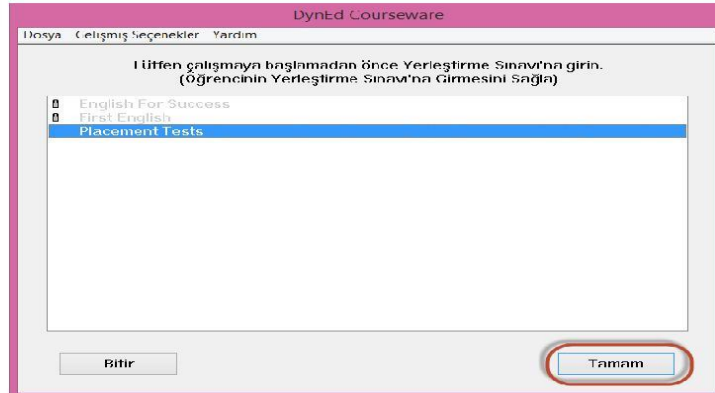 DynEd Courseware
Dosya Gelişmiş Seçenekler Yardım
Lütfen çalışmaya başlamadan önce Yerleştirme Sınavı'na girin.
(Öğrencinin Yerleştirme Sınavı'na Girmesini Sağla)
English For Success
First English
Placement Tests
Bitir
Tamam